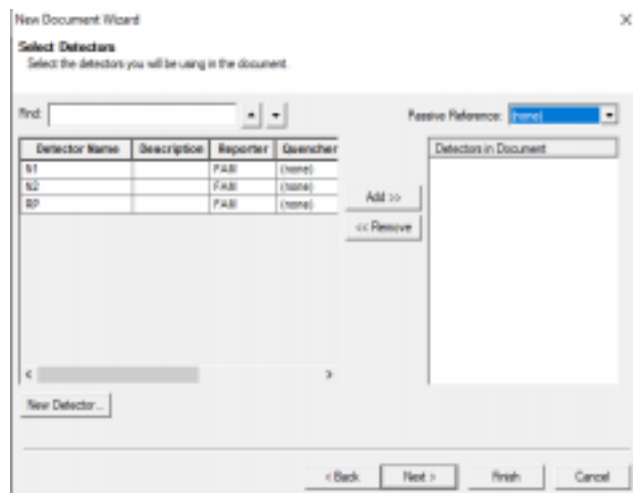 New Document Wizard
Select Detectors
Select the detectors you will be using in the document.
Find:
Passive Reference: (none)
Detector Name Description Reporter Quencher
N1 FAM (none)
N2 FAM (none)
RP FAM (none)
Detectors in Document
Add >>
<< Remove
New Detector...
< Back
Next >
Finish
Cancel